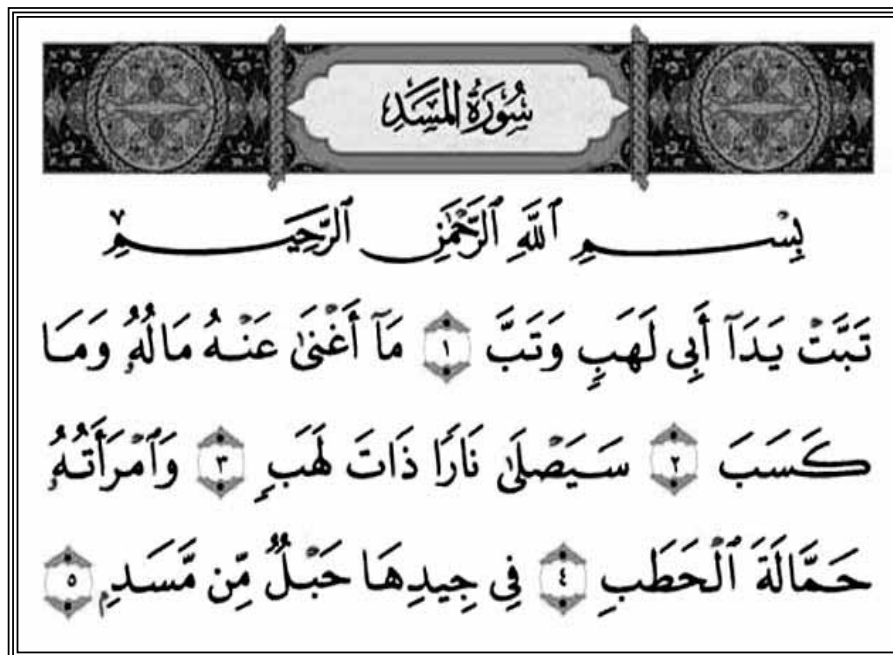 سُورَةُ المَسَدِ
بِسْمِ ٱللَّهِ ٱلرَّحْمَٰنِ ٱلرَّحِيمِ
تَبَّتْ يَدَآ أَبِى لَهَبٍ وَتَبَّ ١ مَآ أَغْنَىٰ عَنْهُ مَالُهُۥ وَمَا
كَسَبَ ٢ سَيَصْلَىٰ نَارًا ذَاتَ لَهَبٍ ٣ وَٱمْرَأَتُهُۥ
حَمَّالَةَ ٱلْحَطَبِ ٤ فِى جِيدِهَا حَبْلٌ مِّن مَّسَدٍۭ ٥